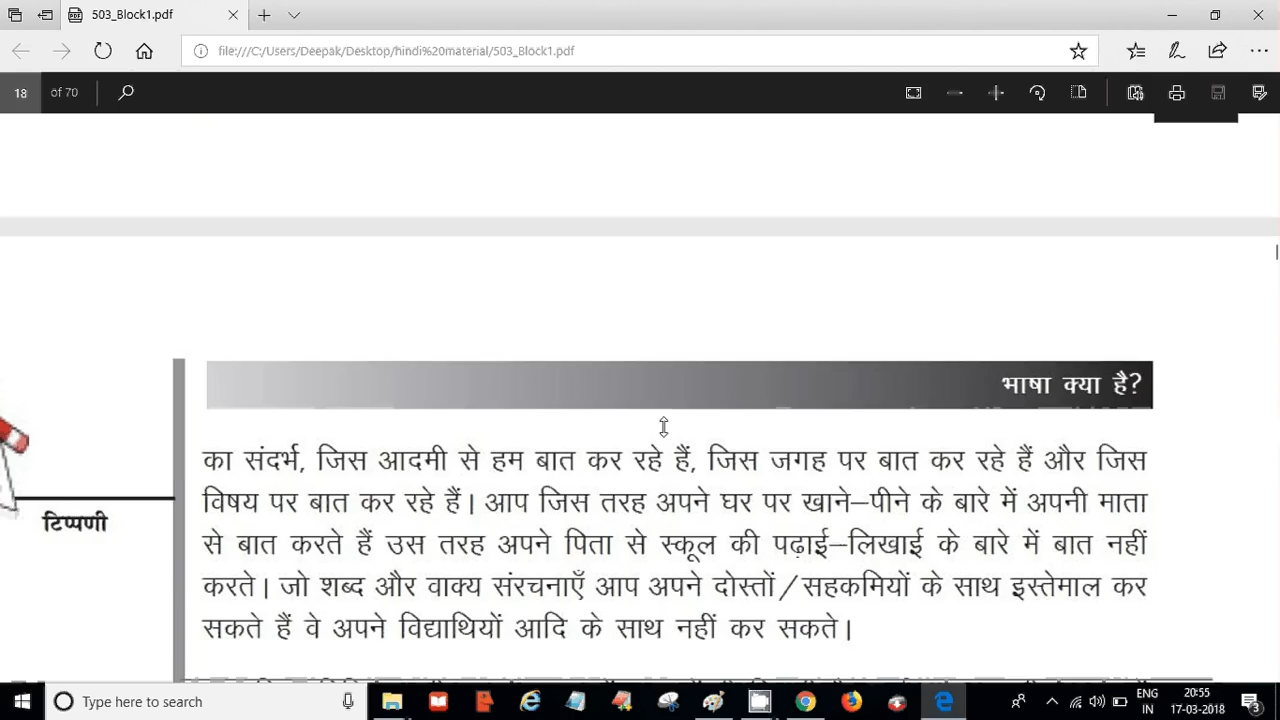 503_Block1.pdf
file:///C:/Users/Deepak/Desktop/hindi%20material/503_Block1.pdf
18 of 70
भाषा क्या है?
का संदर्भ, जिस आदमी से हम बात कर रहे हैं, जिस जगह पर बात कर रहे हैं और जिस
विषय पर बात कर रहे हैं। आप जिस तरह अपने घर पर खाने–पीने के बारे में अपनी माता
से बात करते हैं उस तरह अपने पिता से स्कूल की पढ़ाई–लिखाई के बारे में बात नहीं
करते। जो शब्द और वाक्य संरचनाएँ आप अपने दोस्तों/सहकमियों के साथ इस्तेमाल कर
सकते हैं वे अपने विद्याथियों आदि के साथ नहीं कर सकते।
टिप्पणी
Type here to search
ENG
IN
20:55
17-03-2018
3